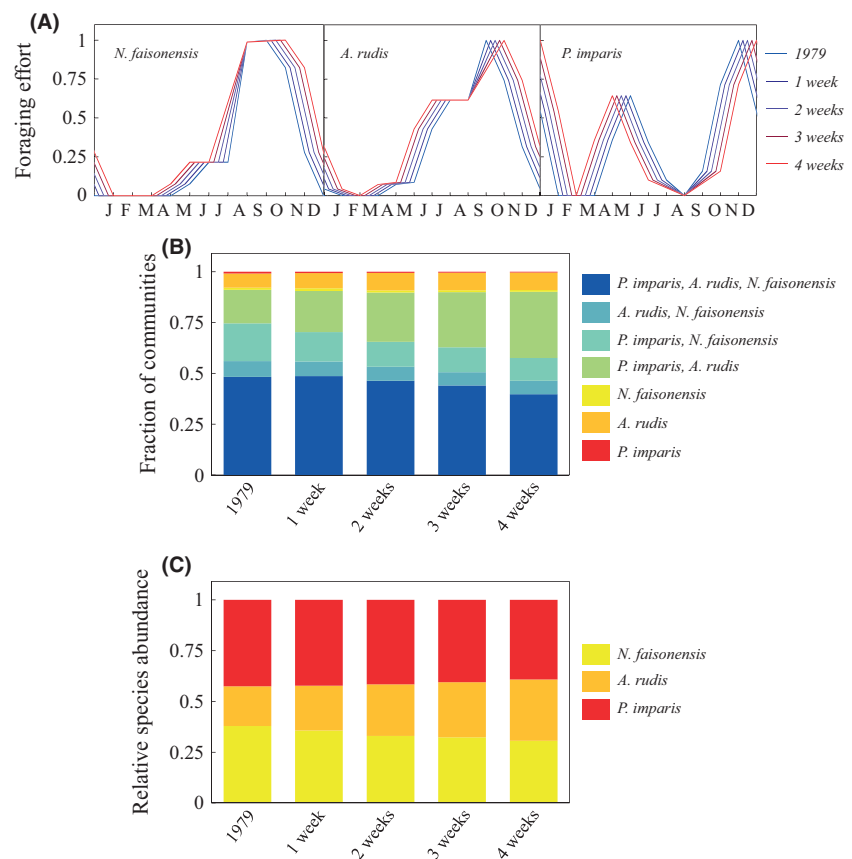 (A)
Foraging effort
1
0.75
0.5
0.25
0
N. faisonensis
A. rudis
P. imparis
J F M A M J J A S O N D
J F M A M J J A S O N D
J F M A M J J A S O N D
1979
1 week
2 weeks
3 weeks
4 weeks
(B)
Fraction of communities
1
0.75
0.5
0.25
0
1979
1 week
2 weeks
3 weeks
4 weeks
P. imparis, A. rudis, N. faisonensis
A. rudis, N. faisonensis
P. imparis, N. faisonensis
P. imparis, A. rudis
N. faisonensis
A. rudis
P. imparis
(C)
Relative species abundance
1
0.75
0.5
0.25
0
1979
1 week
2 weeks
3 weeks
4 weeks
N. faisonensis
A. rudis
P. imparis